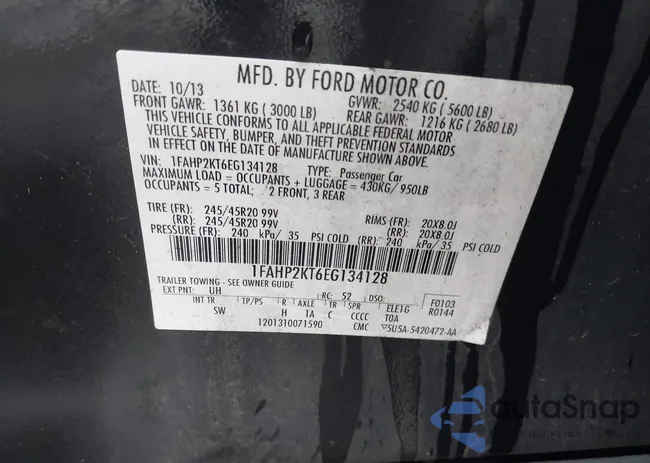 MFD. BY FORD MOTOR CO.
DATE: 10/13 GVWR: 2540 KG ( 5600 LB)
FRONT GAWR: 1361 KG ( 3000 LB) REAR GAWR: 1216 KG ( 2680 LB)
THIS VEHICLE CONFORMS TO ALL APPLICABLE FEDERAL MOTOR
VEHICLE SAFETY, BUMPER, AND THEFT PREVENTION STANDARDS
IN EFFECT ON THE DATE OF MANUFACTURE SHOWN ABOVE.
VIN: 1FAHP2KT6EG134128 TYPE: Passenger Car
MAXIMUM LOAD = OCCUPANTS + LUGGAGE = 430KG/950LB
OCCUPANTS = 5 TOTAL; 2 FRONT, 3 REAR
TIRE (FR): 245/45R20 99V RIMS (FR): 20X8.0J
(RR): 245/45R20 99V (RR): 20X8.0J
PRESSURE (FR): 240 kPa/ 35 PSI COLD (RR): 240 kPa/ 35 PSI COLD
1FAHP2KT6EG134128
TRAILER TOWING - SEE OWNER GUIDE
EXT PNT: UH RC: 52 DSO: F0103
INT TR TP/PS R AXLE TR SPR ELE1G R0144
SW H 1A C CCCC T0A
1201310071590 CMC 5U5A-5420472-AA
autoSnap